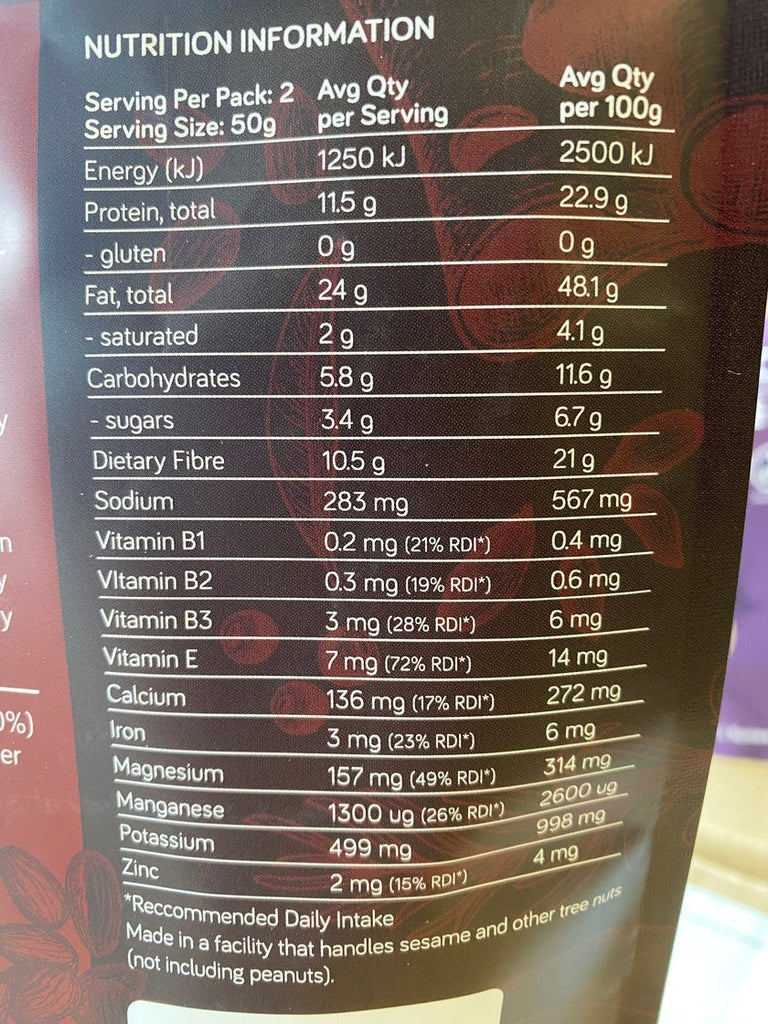 NUTRITION INFORMATION
Serving Per Pack: 2 Avg Qty Avg Qty
Serving Size: 50g per Serving per 100g
Energy (kJ) 1250 kJ 2500 kJ
Protein, total 11.5 g 22.9 g
- gluten 0 g 0 g
Fat, total 24 g 48.1 g
- saturated 2 g 4.1 g
Carbohydrates 5.8 g 11.6 g
- sugars 3.4 g 6.7 g
Dietary Fibre 10.5 g 21 g
Sodium 283 mg 567 mg
Vitamin B1 0.2 mg (21% RDI*) 0.4 mg
VItamin B2 0.3 mg (19% RDI*) 0.6 mg
Vitamin B3 3 mg (28% RDI*) 6 mg
Vitamin E 7 mg (72% RDI*) 14 mg
Calcium 136 mg (17% RDI*) 272 mg
Iron 3 mg (23% RDI*) 6 mg
Magnesium 157 mg (49% RDI*) 314 mg
Manganese 1300 ug (26% RDI*) 2600 ug
Potassium 499 mg 998 mg
Zinc 2 mg (15% RDI*) 4 mg
*Reccommended Daily Intake
Made in a facility that handles sesame and other tree nuts
(not including peanuts).